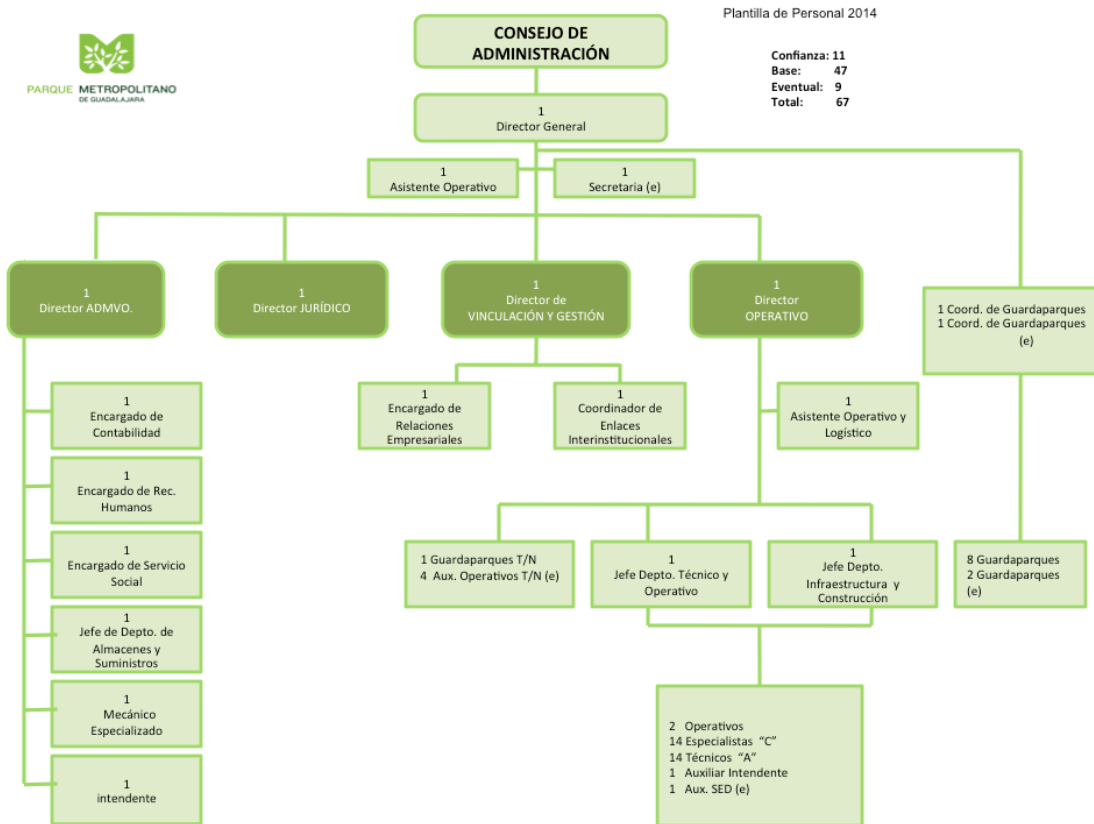 Plantilla de Personal 2014
CONSEJO DE
ADMINISTRACIÓN
Confianza: 11
Base: 47
Eventual: 9
Total: 67
PARQUE METROPOLITANO
DE GUADALAJARA
1
Director General
1
Asistente Operativo
1
Secretaria (e)
1
Director ADMVO.
1
Director JURÍDICO
1
Director de
VINCULACIÓN Y GESTIÓN
1
Director
OPERATIVO
1 Coord. de Guardaparques
1 Coord. de Guardaparques
(e)
1
Encargado de
Contabilidad
1
Encargado de Rec.
Humanos
1
Encargado de Servicio
Social
1
Jefe de Depto. de
Almacenes y
Suministros
1
Mecánico
Especializado
1
intendente
1
Encargado de
Relaciones
Empresariales
1
Coordinador de
Enlaces
Interinstitucionales
1
Asistente Operativo y
Logístico
1 Guardaparques T/N
4 Aux. Operativos T/N (e)
1
Jefe Depto. Técnico y
Operativo
1
Jefe Depto.
Infraestructura y
Construcción
8 Guardaparques
2 Guardaparques
(e)
2 Operativos
14 Especialistas "C"
14 Técnicos "A"
1 Auxiliar Intendente
1 Aux. SED (e)